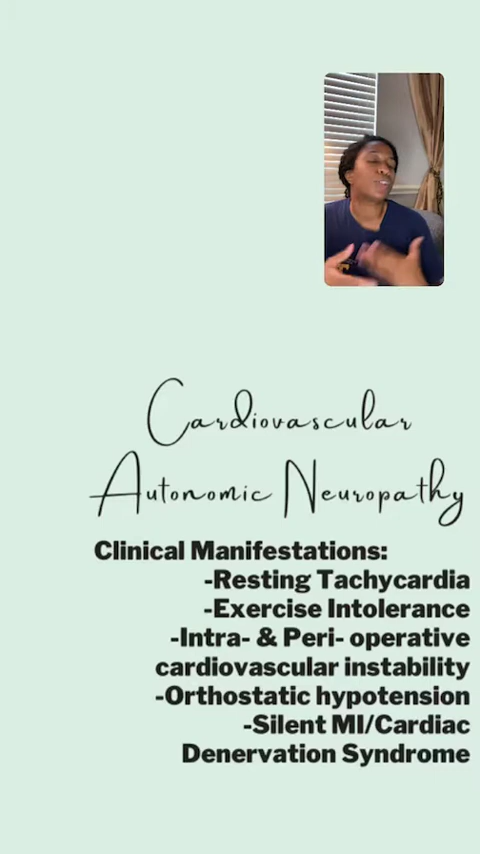 Cardiovascular
Autonomic Neuropathy
Clinical Manifestations:
-Resting Tachycardia
-Exercise Intolerance
-Intra- & Peri- operative
cardiovascular instability
-Orthostatic hypotension
-Silent MI/Cardiac
Denervation Syndrome